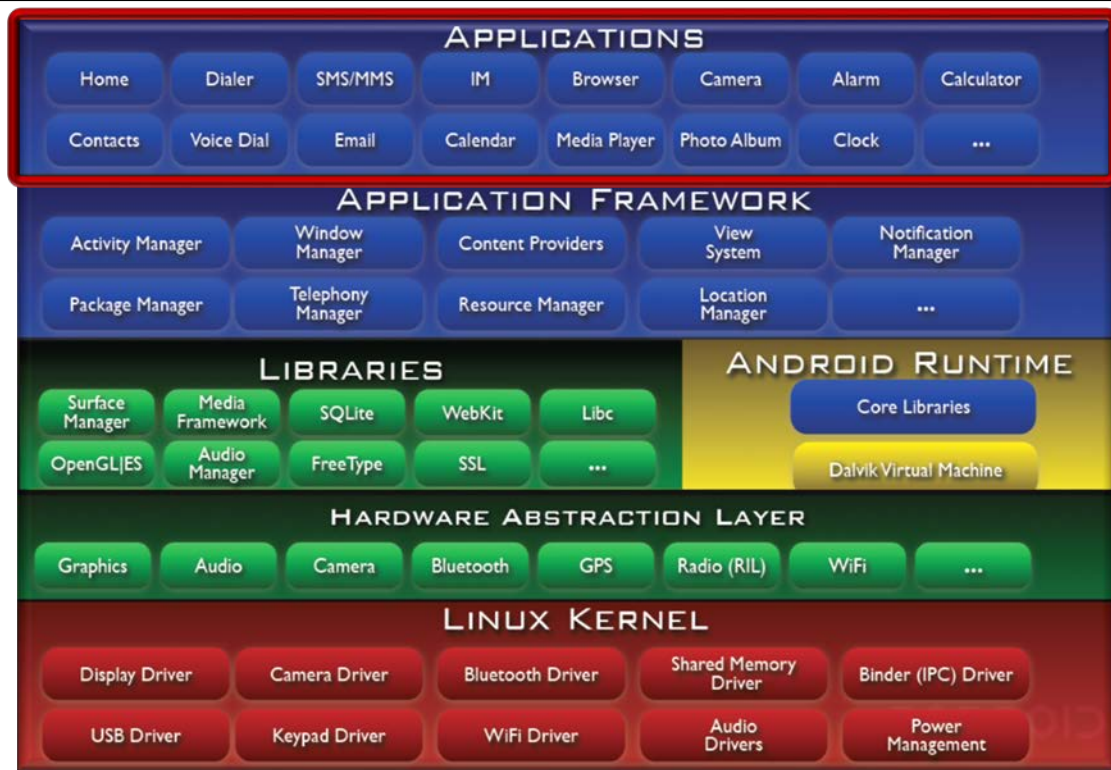 APPLICATIONS
Home Dialer SMS/MMS IM Browser Camera Alarm Calculator
Contacts Voice Dial Email Calendar Media Player Photo Album Clock ...
APPLICATION FRAMEWORK
Activity Manager Window Manager Content Providers View System Notification Manager
Package Manager Telephony Manager Resource Manager Location Manager ...
LIBRARIES
Surface Manager Media Framework SQLite WebKit Libc
OpenGL|ES Audio Manager FreeType SSL ...
ANDROID RUNTIME
Core Libraries
Dalvik Virtual Machine
HARDWARE ABSTRACTION LAYER
Graphics Audio Camera Bluetooth GPS Radio (RIL) WiFi ...
LINUX KERNEL
Display Driver Camera Driver Bluetooth Driver Shared Memory Driver Binder (IPC) Driver
USB Driver Keypad Driver WiFi Driver Audio Drivers Power Management